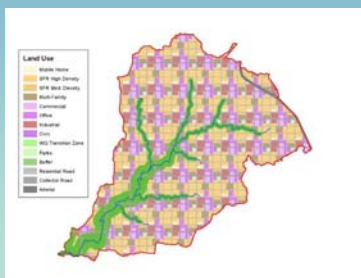 Land Use
Mobile Home
SFR High Density
SFR Med. Density
Multi-Family
Commercial
Office
Industrial
Civic
WQ Transition Zone
Parks
Buffer
Residential Road
Collector Road
Arterial